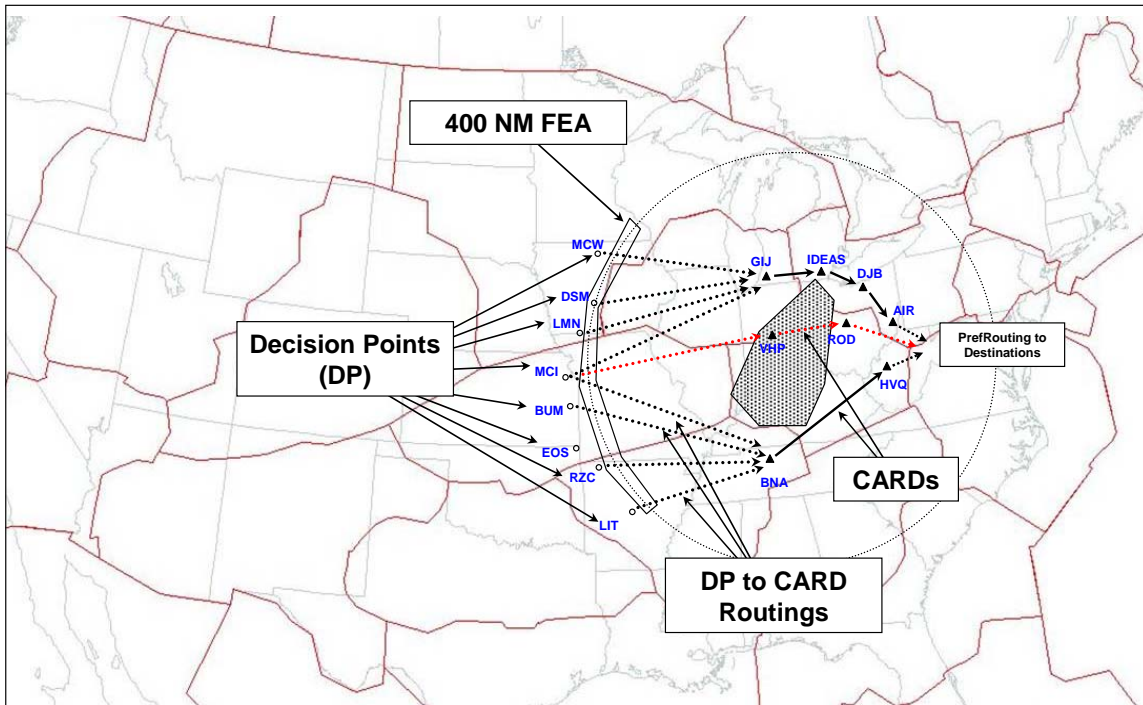 400 NM FEA
MCW
GIJ
IDEAS
DJB
DSM
AIR
LMN
Decision Points
(DP)
VHP
ROD
PrefRouting to
Destinations
MCI
HVQ
BUM
EOS
RZC
BNA
CARDs
LIT
DP to CARD
Routings